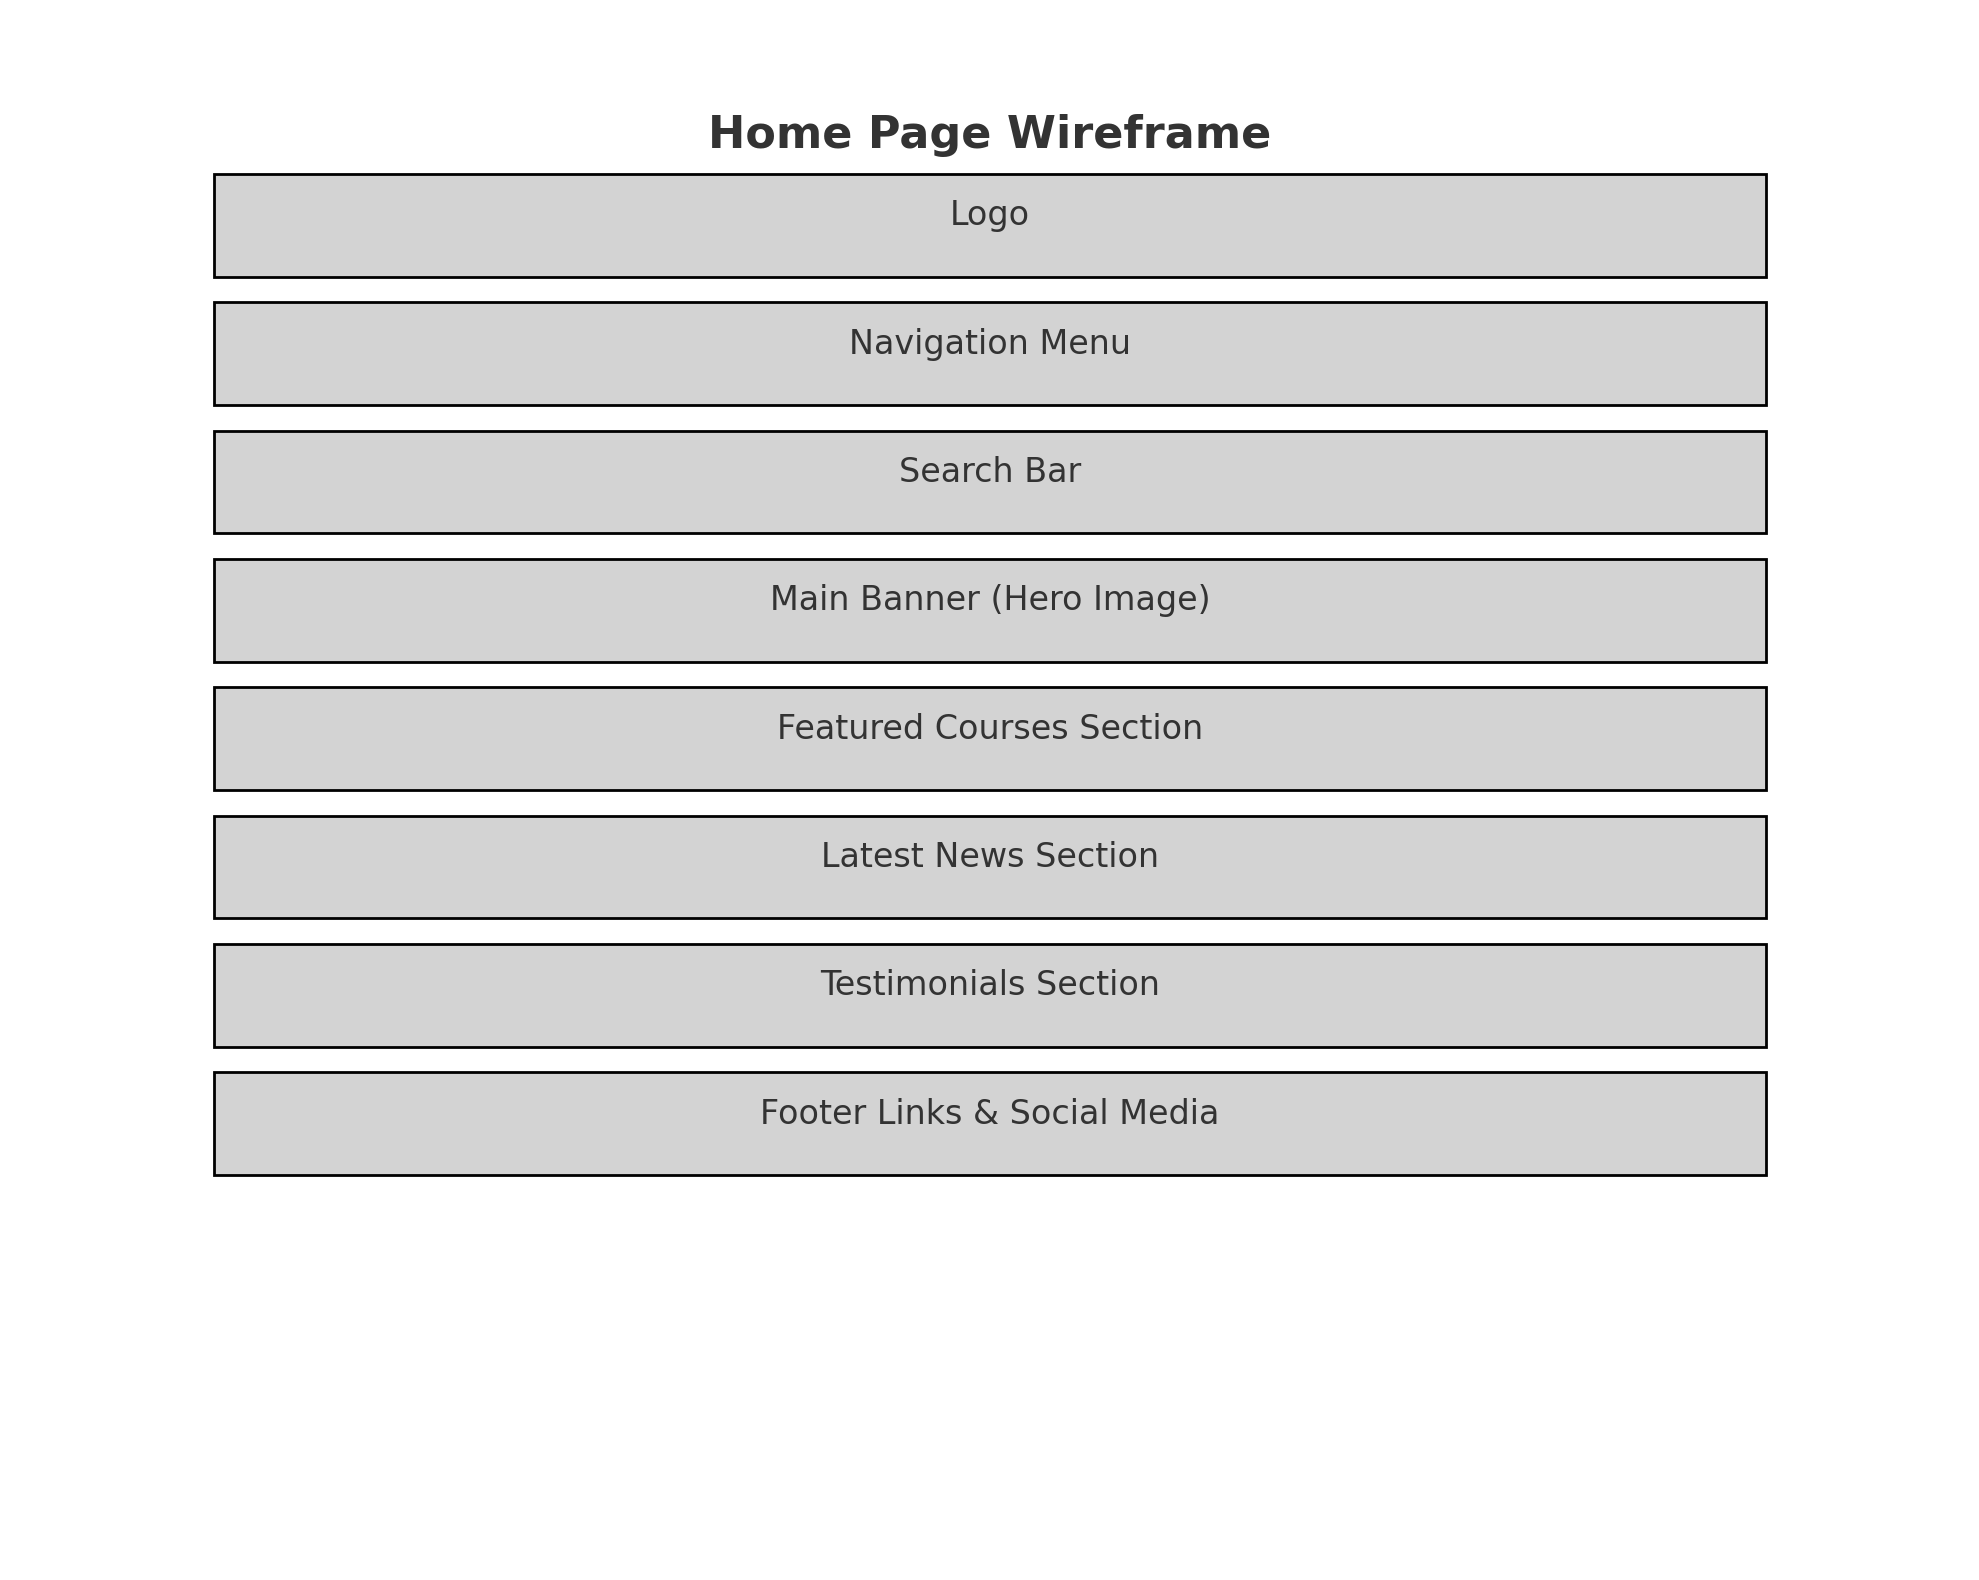 Home Page Wireframe
Logo
Navigation Menu
Search Bar
Main Banner (Hero Image)
Featured Courses Section
Latest News Section
Testimonials Section
Footer Links & Social Media